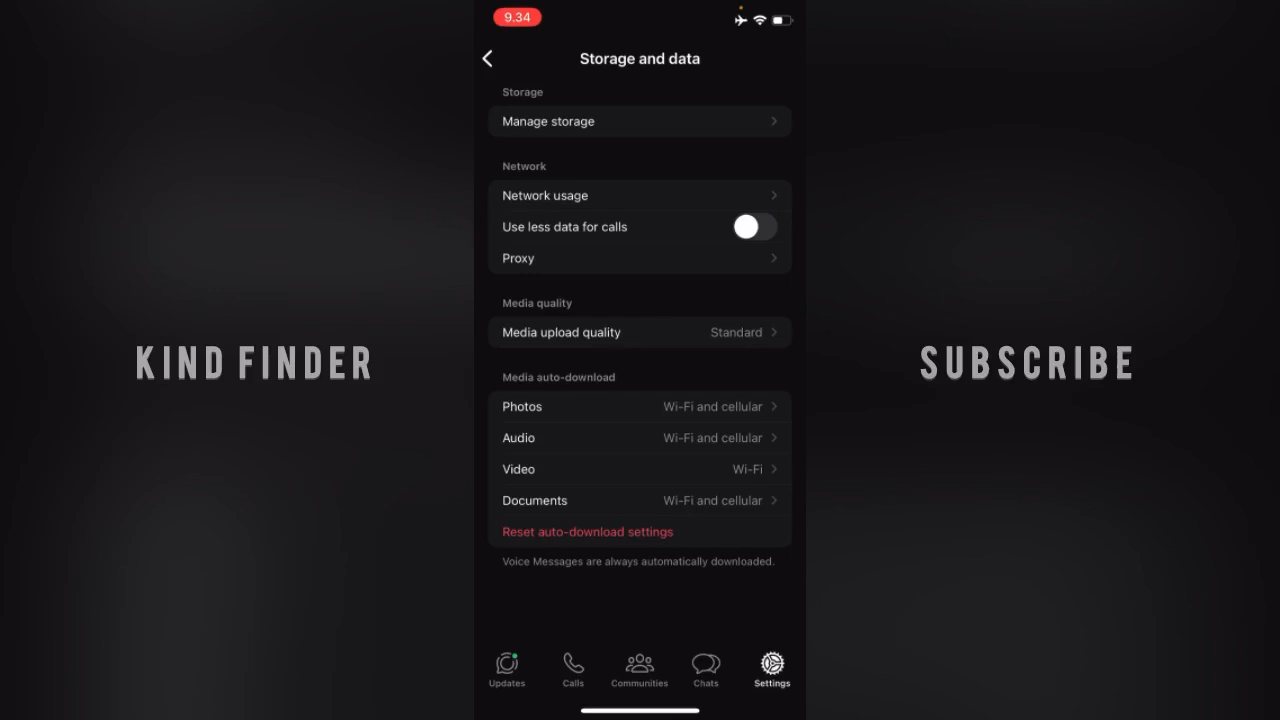 9.34
Storage and data
Storage
Manage storage
Network
Network usage
Use less data for calls
Proxy
Media quality
Media upload quality Standard
Media auto-download
Photos Wi-Fi and cellular
Audio Wi-Fi and cellular
Video Wi-Fi
Documents Wi-Fi and cellular
Reset auto-download settings
Voice Messages are always automatically downloaded.
Updates Calls Communities Chats Settings
KIND FINDER
SUBSCRIBE